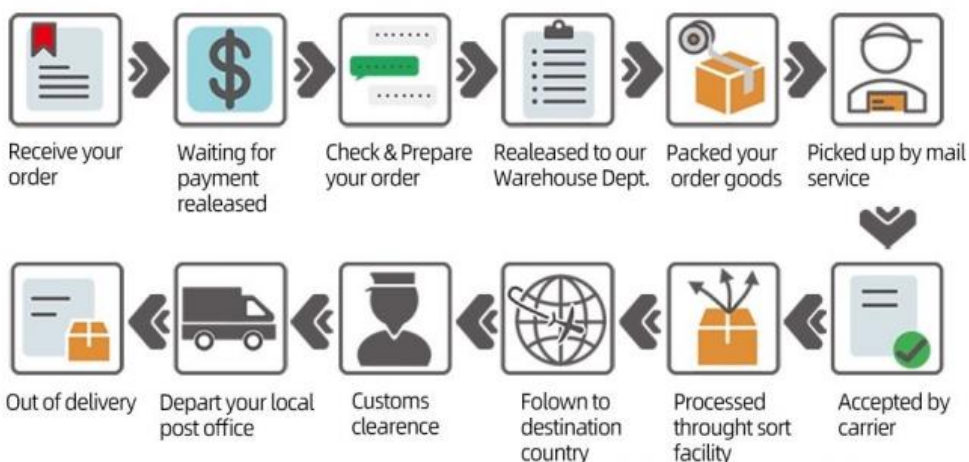 Receive your
order
Waiting for
payment
realeased
Check & Prepare
your order
Realeased to our
Warehouse Dept.
Packed your
order goods
Picked up by mail
service
Accepted by
carrier
Processed
throught sort
facility
Folown to
destination
country
Customs
clearence
Depart your local
post office
Out of delivery